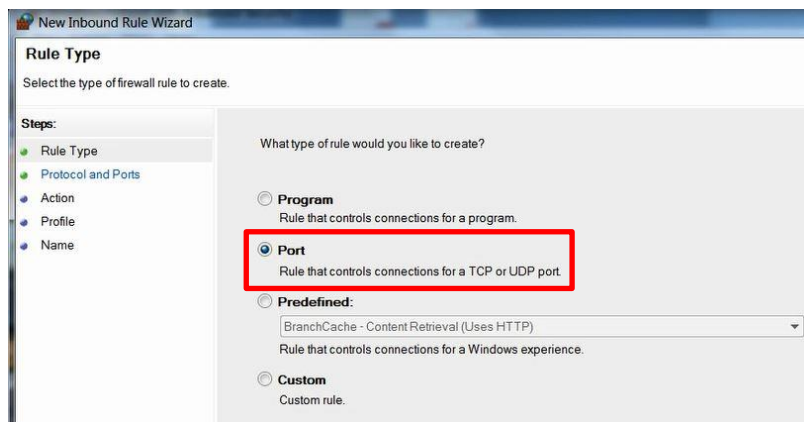 New Inbound Rule Wizard
Rule Type
Select the type of firewall rule to create.
Steps:
Rule Type
Protocol and Ports
Action
Profile
Name
What type of rule would you like to create?
Program
Rule that controls connections for a program.
Port
Rule that controls connections for a TCP or UDP port.
Predefined:
BranchCache - Content Retrieval (Uses HTTP)
Rule that controls connections for a Windows experience.
Custom
Custom rule.